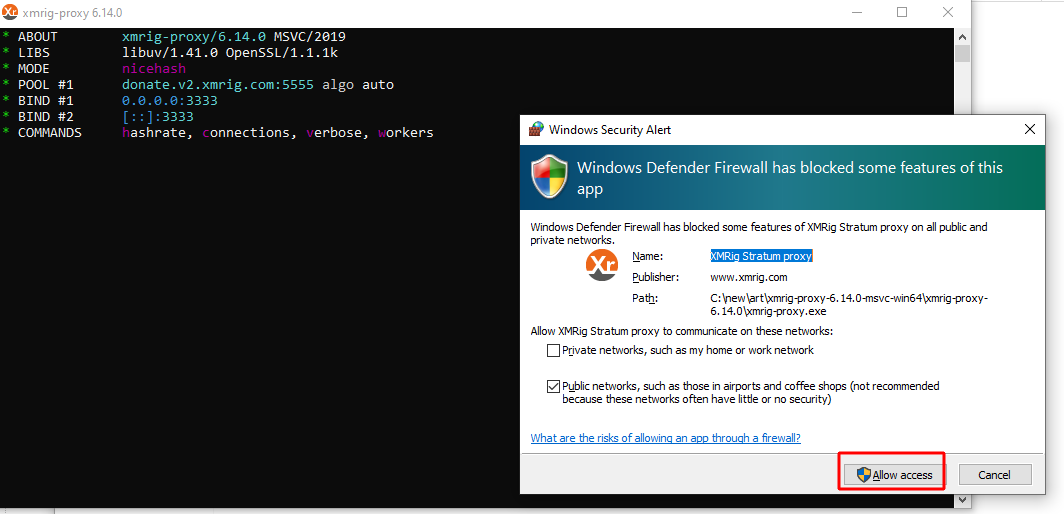 xmrig-proxy 6.14.0
* ABOUT xmrig-proxy/6.14.0 MSVC/2019
* LIBS libuv/1.41.0 OpenSSL/1.1.1k
* MODE nicehash
* POOL #1 donate.v2.xmrig.com:5555 algo auto
* BIND #1 0.0.0.0:3333
* BIND #2 [::]:3333
* COMMANDS hashrate, connections, verbose, workers
Windows Security Alert
Windows Defender Firewall has blocked some features of this
app
Windows Defender Firewall has blocked some features of XMRig Stratum proxy on all public and
private networks.
Xr
Name: XMRig Stratum proxy
Publisher: www.xmrig.com
Path: C:\new\art\xmrig-proxy-6.14.0-msvc-win64\xmrig-proxy-
6.14.0\xmrig-proxy.exe
Allow XMRig Stratum proxy to communicate on these networks:
Private networks, such as my home or work network
Public networks, such as those in airports and coffee shops (not recommended
because these networks often have little or no security)
What are the risks of allowing an app through a firewall?
Allow access
Cancel